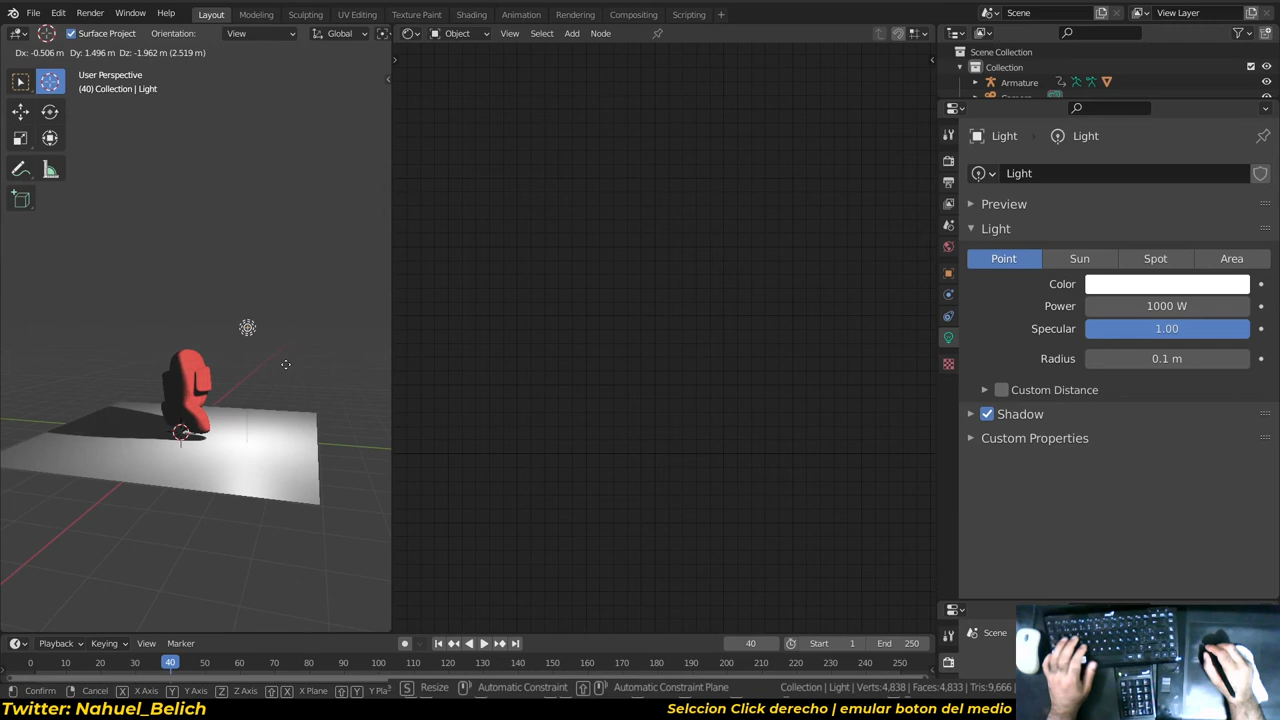 File Edit Render Window Help Layout Modeling Sculpting UV Editing Texture Paint Shading Animation Rendering Compositing Scripting + Scene View Layer
Surface Project Orientation: View Global Object View Select Add Node
Dx: -0.506 m Dy: 1.496 m Dz: -1.962 m (2.519 m)
Scene Collection
Collection
Armature
User Perspective
(40) Collection | Light
Light Light
Light
Preview
Light
Point Sun Spot Area
Color
Power 1000 W
Specular 1.00
Radius 0.1 m
Custom Distance
Shadow
Custom Properties
Playback Keying View Marker 40 Start 1 End 250
Scene
0 10 20 30 40 50 60 70 80 90 100 110 120 130 140 150 160 170 180 190 200 210 220 230 240 250
Confirm Cancel X X Axis Y Y Axis Z Z Axis X X Plane Y Y Pla S Resize Automatic Constraint Automatic Constraint Plane Collection | Light | Verts:4,838 | Faces:4,833 | Tris:9,666
Twitter: Nahuel_Belich Selccion Click derecho | emular boton del medio